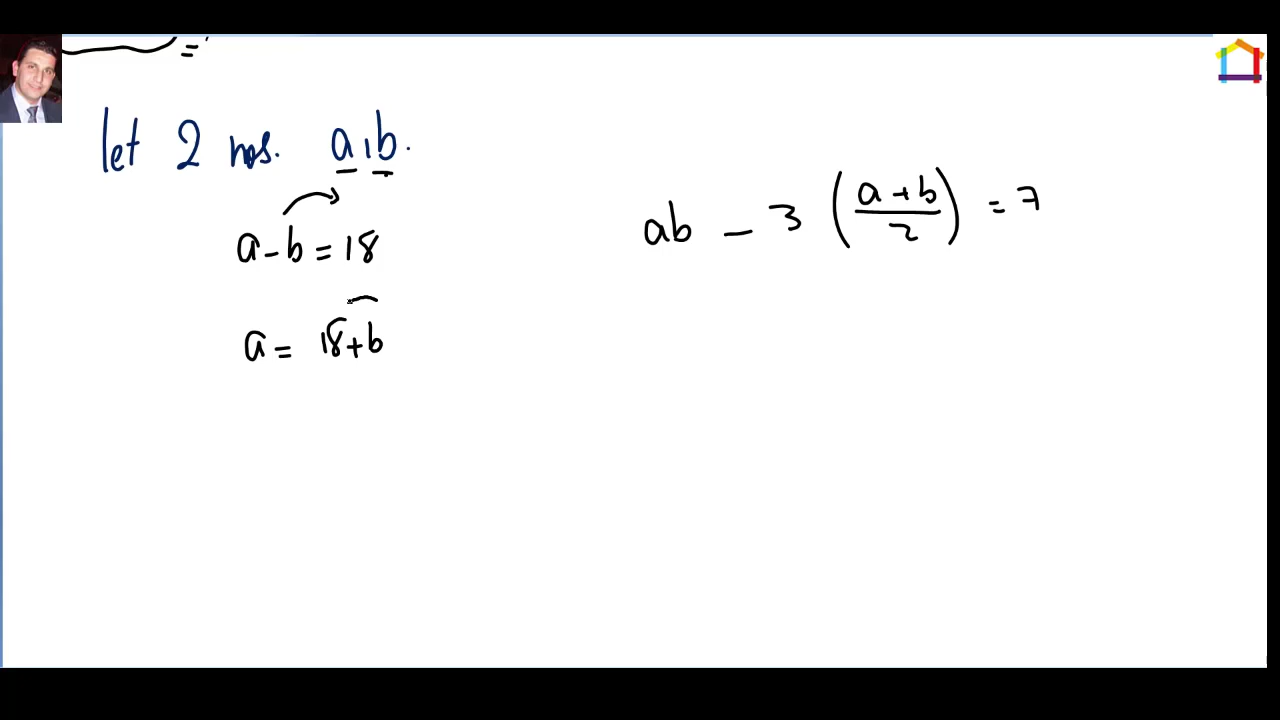 let 2 nos. a, b.
a - b = 18
a = 18 + b
ab - 3 (a + b / 2) = 7